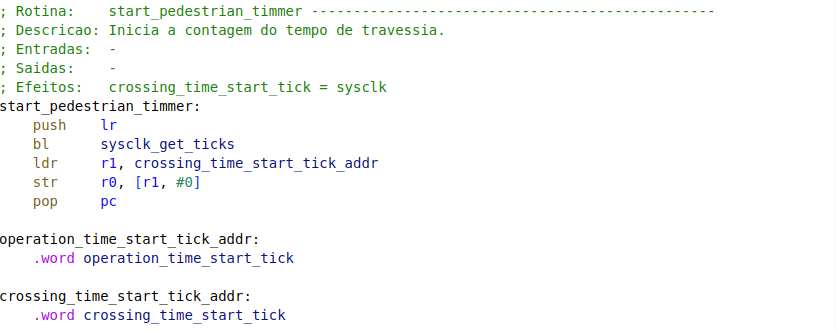 ; Rotina:    start_pedestrian_timmer ------------------------------------------------
; Descricao: Inicia a contagem do tempo de travessia.
; Entradas:  -
; Saidas:    -
; Efeitos:   crossing_time_start_tick = sysclk
start_pedestrian_timmer:
    push    lr
    bl      sysclk_get_ticks
    ldr     r1, crossing_time_start_tick_addr
    str     r0, [r1, #0]
    pop     pc

operation_time_start_tick_addr:
    .word operation_time_start_tick

crossing_time_start_tick_addr:
    .word crossing_time_start_tick